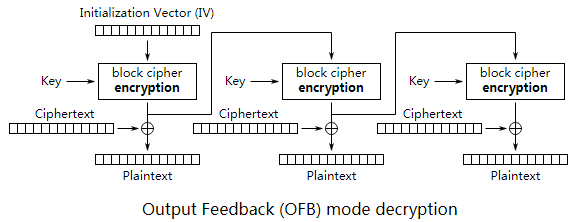 Initialization Vector (IV)
Key
block cipher
encryption
Key
block cipher
encryption
Key
block cipher
encryption
Ciphertext
Ciphertext
Ciphertext
Plaintext
Plaintext
Plaintext
Output Feedback (OFB) mode decryption